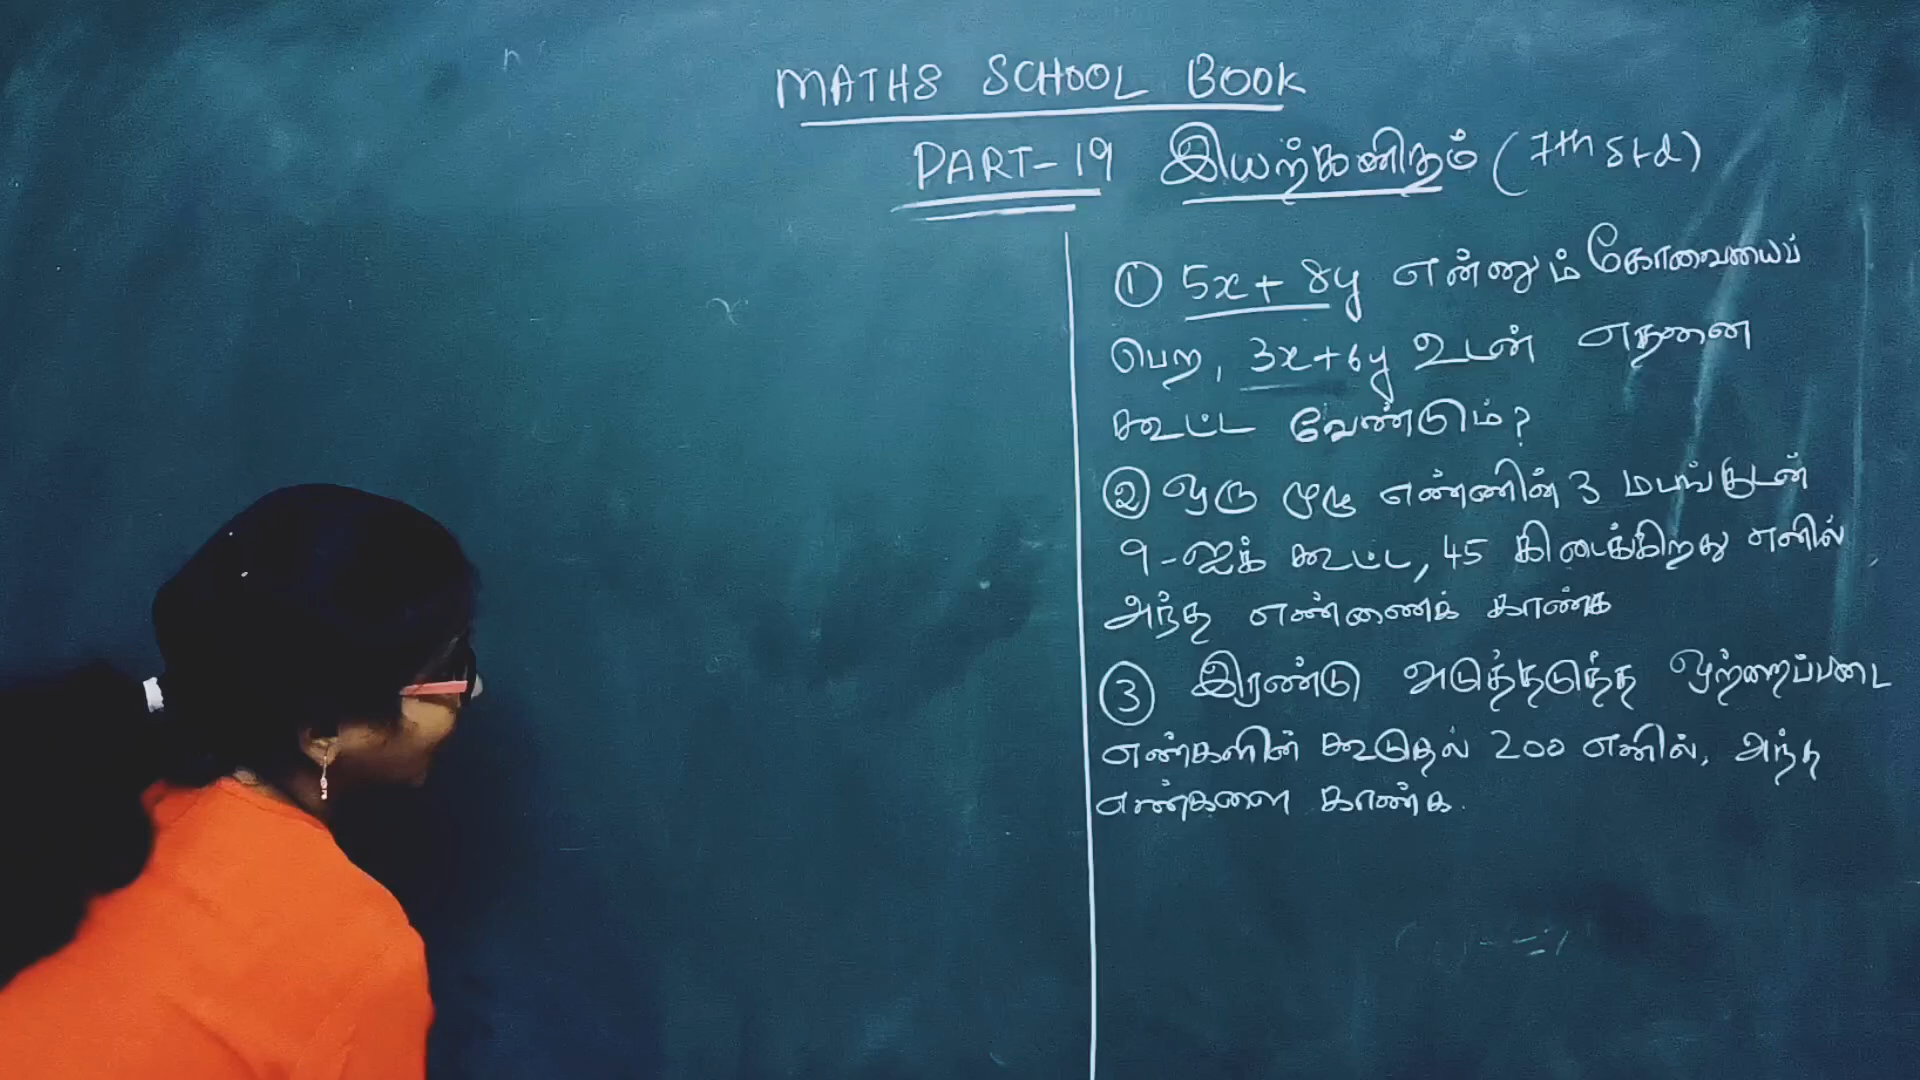 MATHS SCHOOL BOOK
PART-19 இயற்கணிதம் (7th Std)
① 5x+8y என்னும் கோவையைப்
பெற, 3x+6y உடன் எதனை
கூட்ட வேண்டும்?
② ஒரு முழு எண்ணின் 3 மடங்குடன்
9-ஐக் கூட்ட, 45 கிடைக்கிறது எனில்
அந்த எண்ணைக் காண்க
③ இரண்டு அடுத்தடுத்த ஒற்றைப்படை
எண்களின் கூடுதல் 200 எனில், அந்த
எண்களை காண்க.